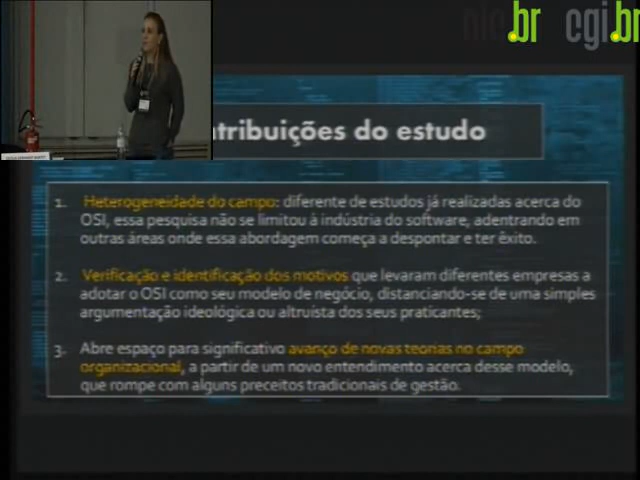 nic.br cgi.br
ntribuições do estudo
1. Heterogeneidade do campo: diferente de estudos já realizadas acerca do
OSI, essa pesquisa não se limitou á indústria do software, adentrando em
outras áreas onde essa abordagem começa a despontar e ter êxito.
2. Verificação e identificação dos motivos que levaram diferentes empresas a
adotar o OSI como seu modelo de negócio, distanciando-se de uma simples
argumentação ideológica ou altruista dos seus praticantes;
3. Abre espaço para significativo avanço de novas teorias no campo
organizacional, a partir de um novo entendimento acerca desse modelo,
que rompe com alguns preceitos tradicionais de gestão.